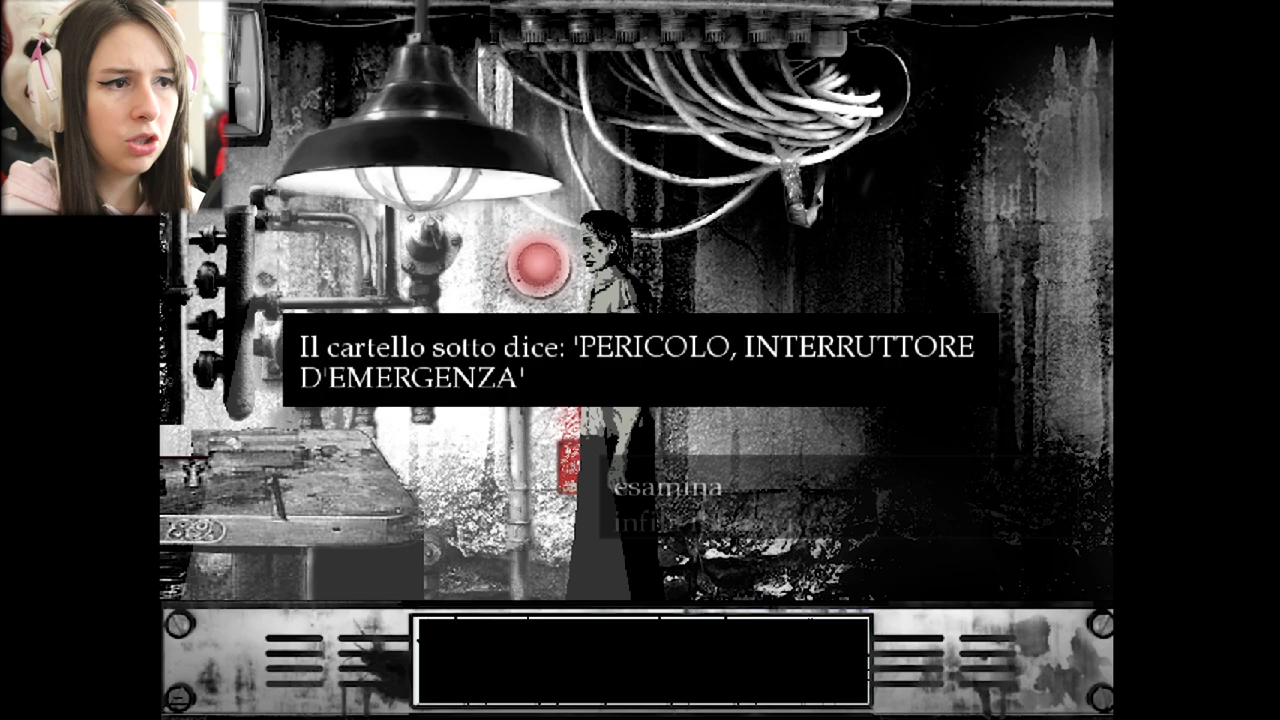 Il cartello sotto dice: 'PERICOLO, INTERRUTTORE
D'EMERGENZA'
esamina